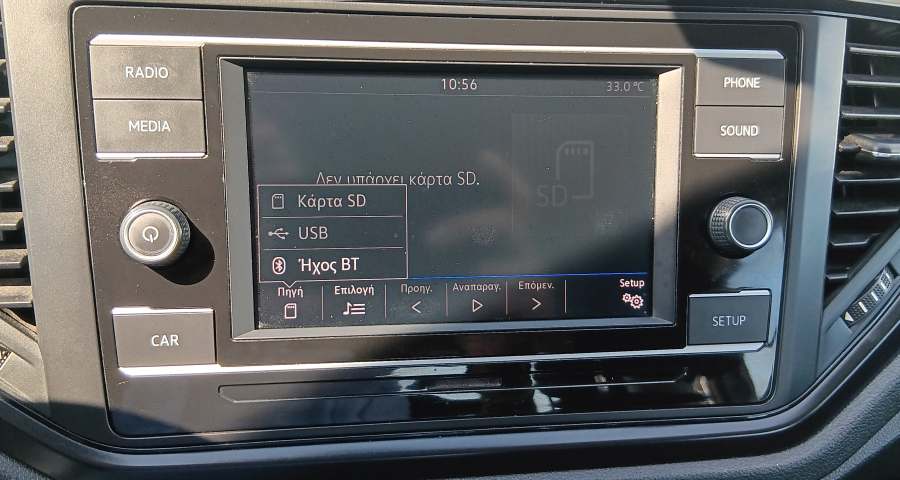 RADIO
MEDIA
CAR
10:56
33.0 °C
Δεν υπάρχει κάρτα SD.
SD
Κάρτα SD
USB
Ήχος BT
Πηγή
Επιλογή
Προηγ.
Αναπαραγ.
Επόμεν.
Setup
PHONE
SOUND
SETUP